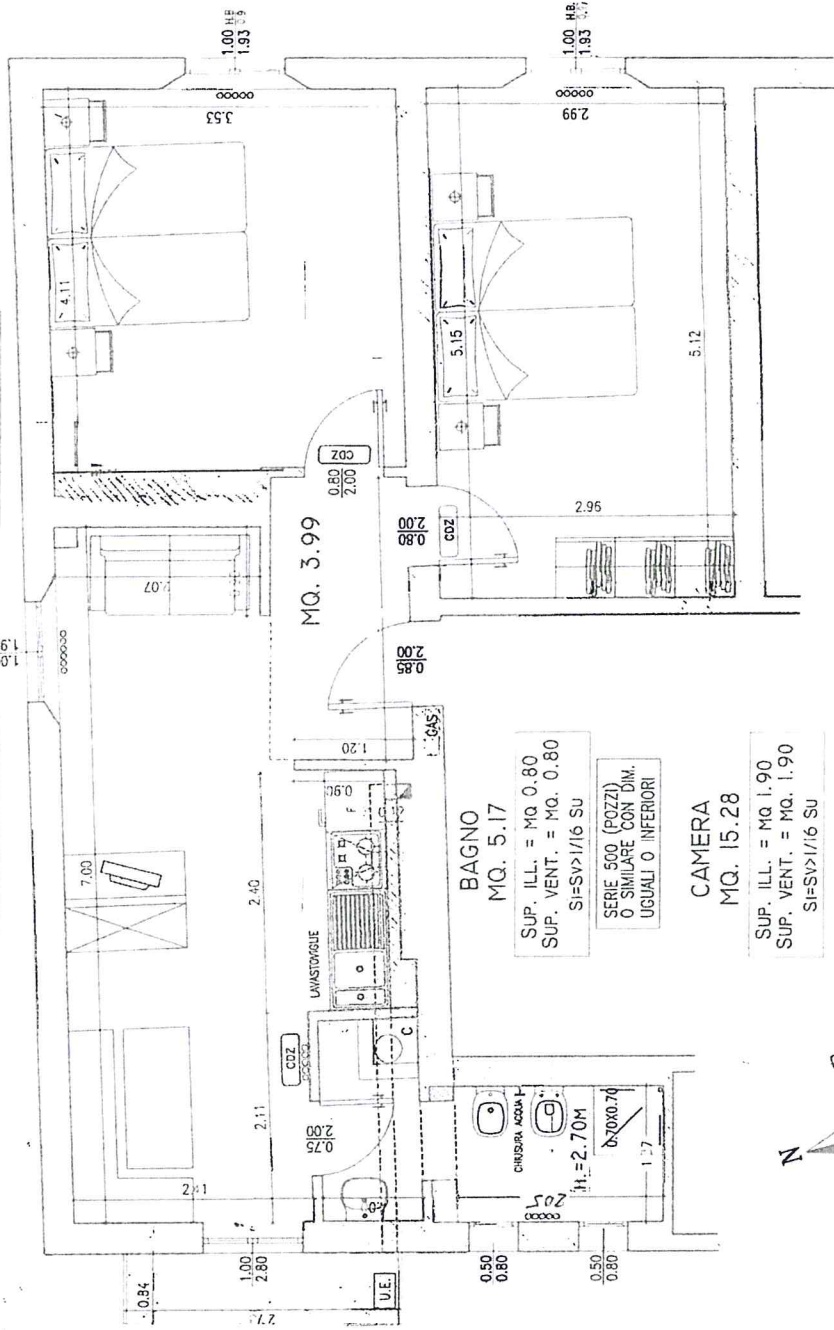 1.00 H.B.
1.93
1.00 H.B.
1.93
3.53
2.99
4.11
5.15
5.12
2.96
CDZ
0.80
2.00
0.80
2.00
CDZ
MQ. 3.99
0.85
2.00
GAS
1.20
0.90
7.00
2.40
LAVASTOVIGLIE
CDZ
C
2.11
0.75
2.00
BAGNO
MQ. 5.17
SUP. ILL. = MQ 0.80
SUP. VENT. = MQ. 0.80
SI=SV>1/16 SU
SERIE 500 (POZZI)
O SIMILARE CON DIM.
UGUALI O INFERIORI
CAMERA
MQ. 15.28
SUP. ILL. = MQ 1.90
SUP. VENT. = MQ. 1.90
SI=SV>1/16 SU
CHIUSURA ACQUA
H.=2.70M
0.70X0.70
205
0.50
0.80
0.50
0.80
1.00
2.80
0.84
U.E.
N